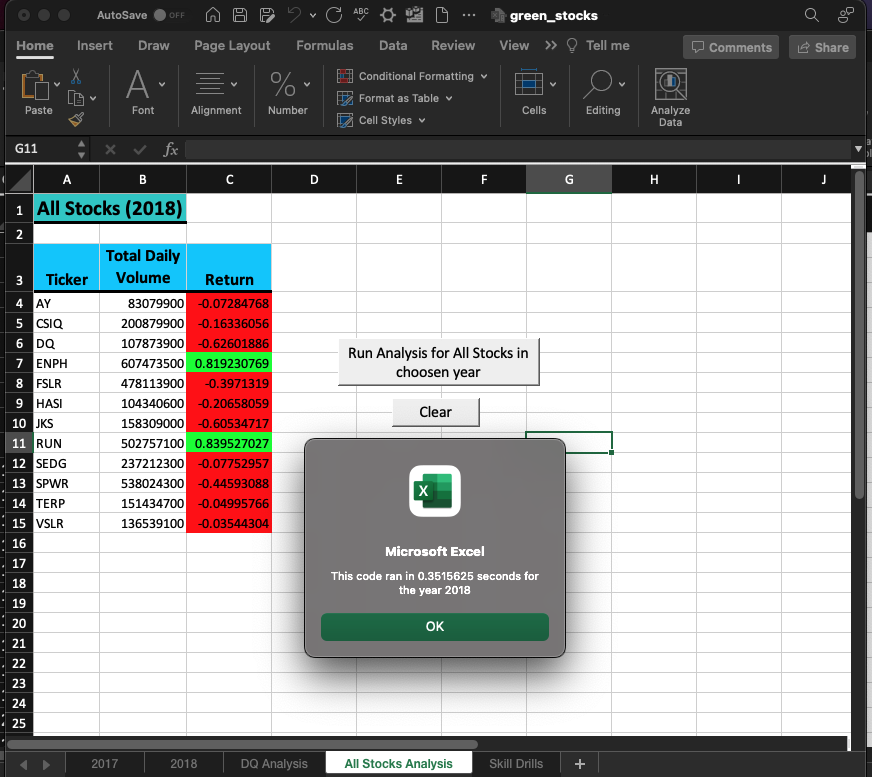 AutoSave OFF ABC ... green_stocks
Home Insert Draw Page Layout Formulas Data Review View >> Tell me Comments Share
Paste Font Alignment % Number Conditional Formatting Format as Table Cell Styles Cells Editing Analyze Data
G11 fx
A B C D E F G H I J
1 All Stocks (2018)
2
3 Ticker Total Daily Volume Return
4 AY 83079900 -0.07284768
5 CSIQ 200879900 -0.16336056
6 DQ 107873900 -0.62601886
7 ENPH 607473500 0.819230769
8 FSLR 478113900 -0.3971319
9 HASI 104340600 -0.20658059
10 JKS 158309000 -0.60534717
11 RUN 502757100 0.839527027
12 SEDG 237212300 -0.07752957
13 SPWR 538024300 -0.44593088
14 TERP 151434700 -0.04995766
15 VSLR 136539100 -0.03544304
16
17
18
19
20
21
22
23
24
25
Run Analysis for All Stocks in
choosen year
Clear
X
Microsoft Excel
This code ran in 0.3515625 seconds for
the year 2018
OK
2017 2018 DQ Analysis All Stocks Analysis Skill Drills +